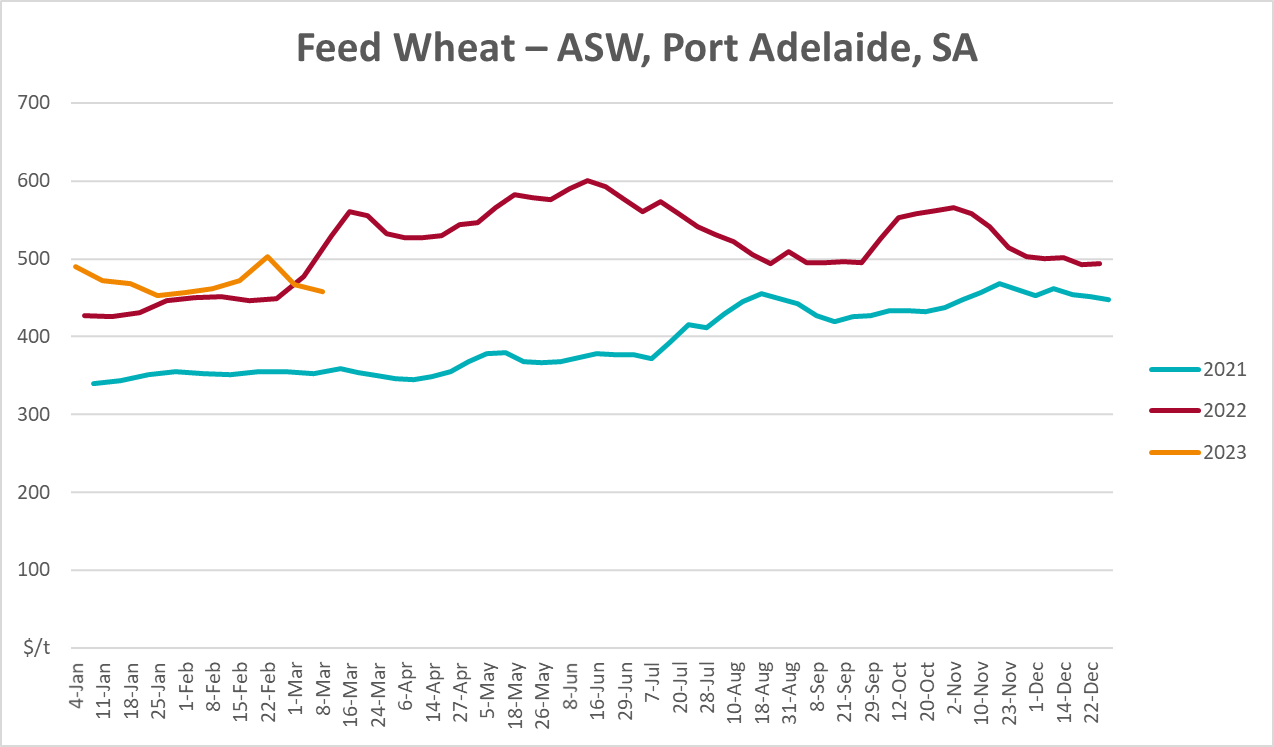 Feed Wheat – ASW, Port Adelaide, SA
700
600
500
400
300
200
100
$/t
4-Jan
11-Jan
18-Jan
25-Jan
1-Feb
8-Feb
15-Feb
22-Feb
1-Mar
8-Mar
16-Mar
24-Mar
6-Apr
14-Apr
27-Apr
5-May
18-May
26-May
8-Jun
16-Jun
29-Jun
7-Jul
20-Jul
28-Jul
10-Aug
18-Aug
31-Aug
8-Sep
21-Sep
29-Sep
12-Oct
20-Oct
2-Nov
10-Nov
23-Nov
1-Dec
14-Dec
22-Dec
2021
2022
2023